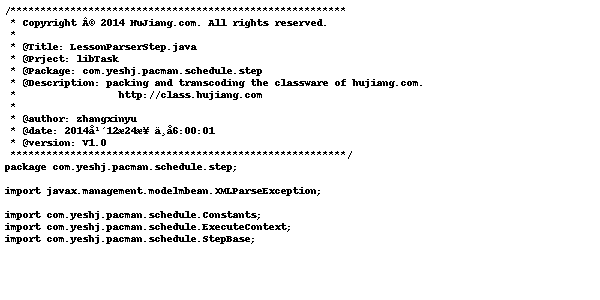 /********************************************************
* Copyright Â© 2014 HuJiang.com. All rights reserved.
*
* @Title: LessonParserStep.java
* @Prject: libTask
* @Package: com.yeshj.pacman.schedule.step
* @Description: packing and transcoding the classware of hujiang.com.
* http://class.hujiang.com
*
* @author: zhangxinyu
* @date: 2014å¹´12æ24æ¥ ä¸å6:00:01
* @version: V1.0
********************************************************/
package com.yeshj.pacman.schedule.step;
import javax.management.modelmbean.XMLParseException;
import com.yeshj.pacman.schedule.Constants;
import com.yeshj.pacman.schedule.ExecuteContext;
import com.yeshj.pacman.schedule.StepBase;